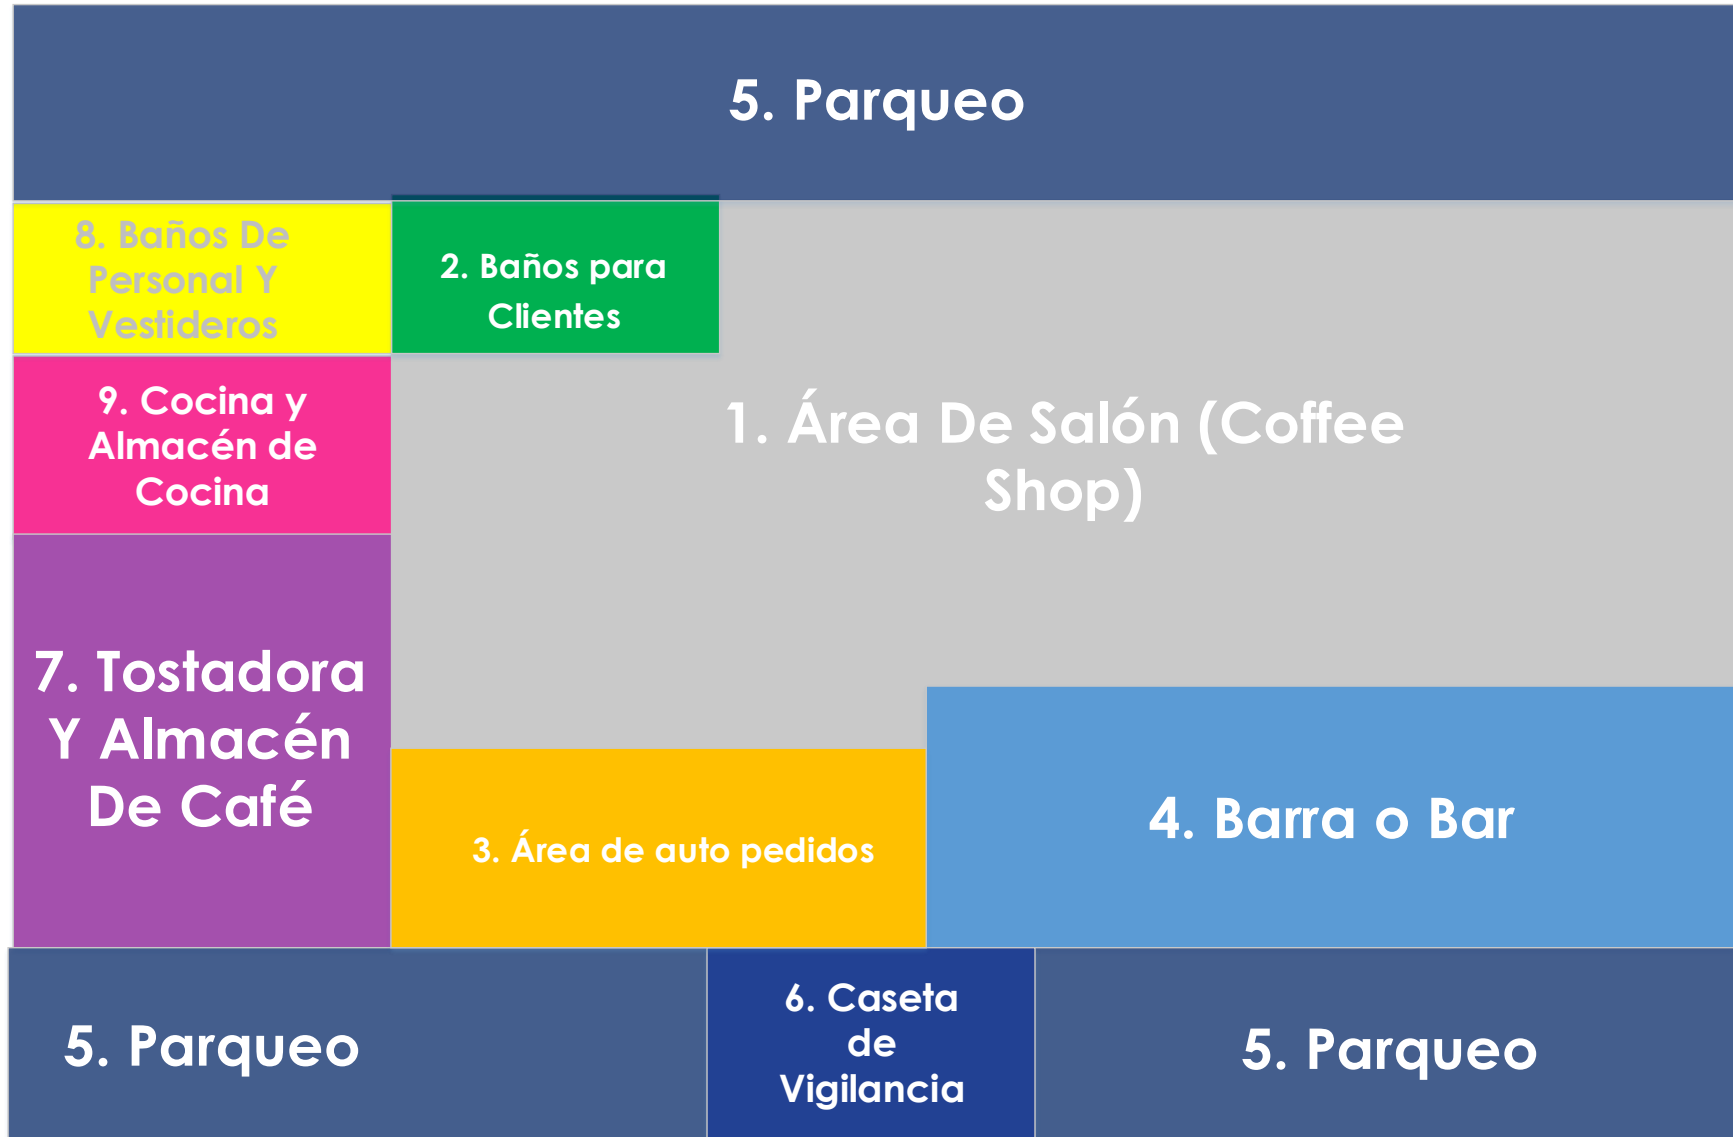 5. Parqueo
8. Baños De
Personal Y
Vestideros
2. Baños para
Clientes
9. Cocina y
Almacén de
Cocina
1. Área De Salón (Coffee
Shop)
7. Tostadora
Y Almacén
De Café
3. Área de auto pedidos
4. Barra o Bar
5. Parqueo
6. Caseta
de
Vigilancia
5. Parqueo